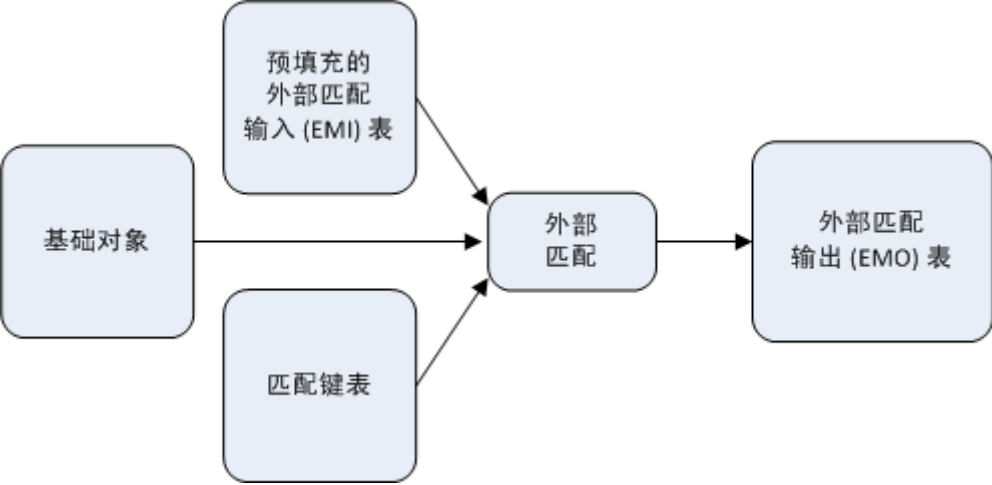 预填充的
外部匹配
输入 (EMI) 表
基础对象
外部
匹配
外部匹配
输出 (EMO) 表
匹配键表